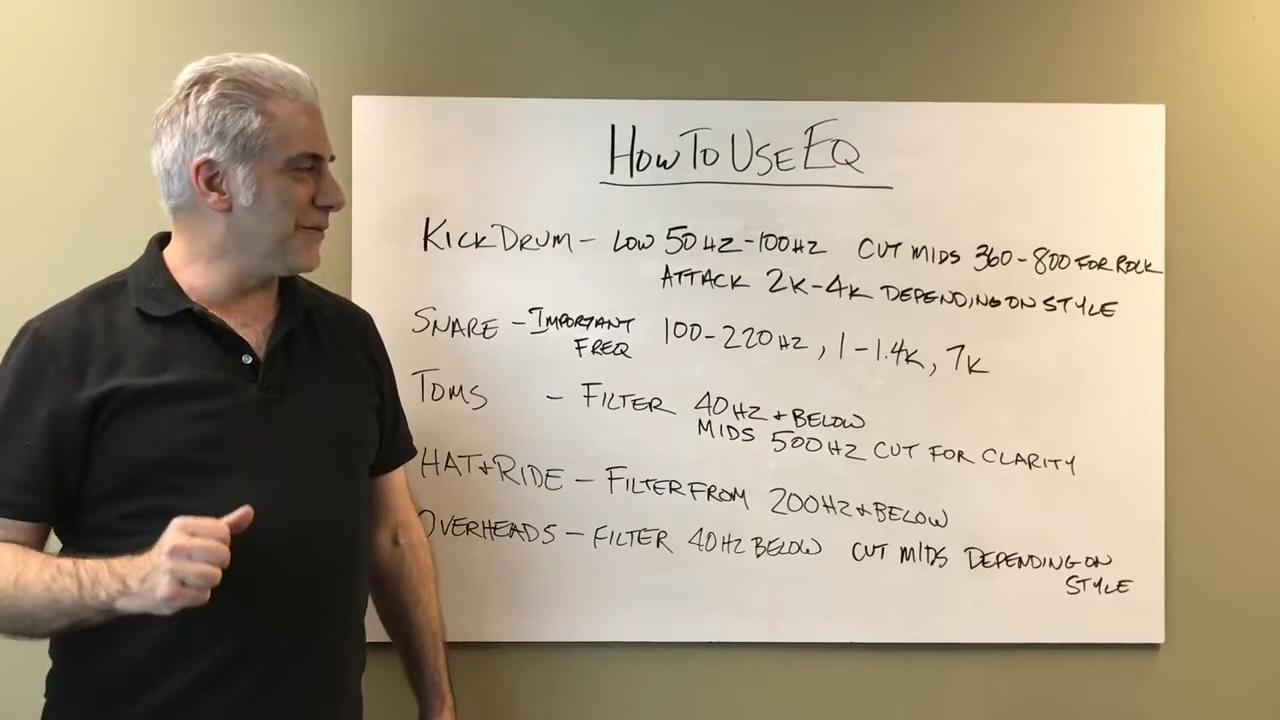 HOW TO USE EQ
KICK DRUM – LOW 50HZ-100HZ CUT MIDS 360-800 FOR ROCK
ATTACK 2K-4K DEPENDING ON STYLE
SNARE – IMPORTANT FREQ 100-220HZ, 1-1.4K, 7K
TOMS – FILTER 40HZ + BELOW
MIDS 500HZ CUT FOR CLARITY
HAT + RIDE – FILTER FROM 200HZ + BELOW
OVERHEADS – FILTER 40HZ BELOW CUT MIDS DEPENDING ON
STYLE